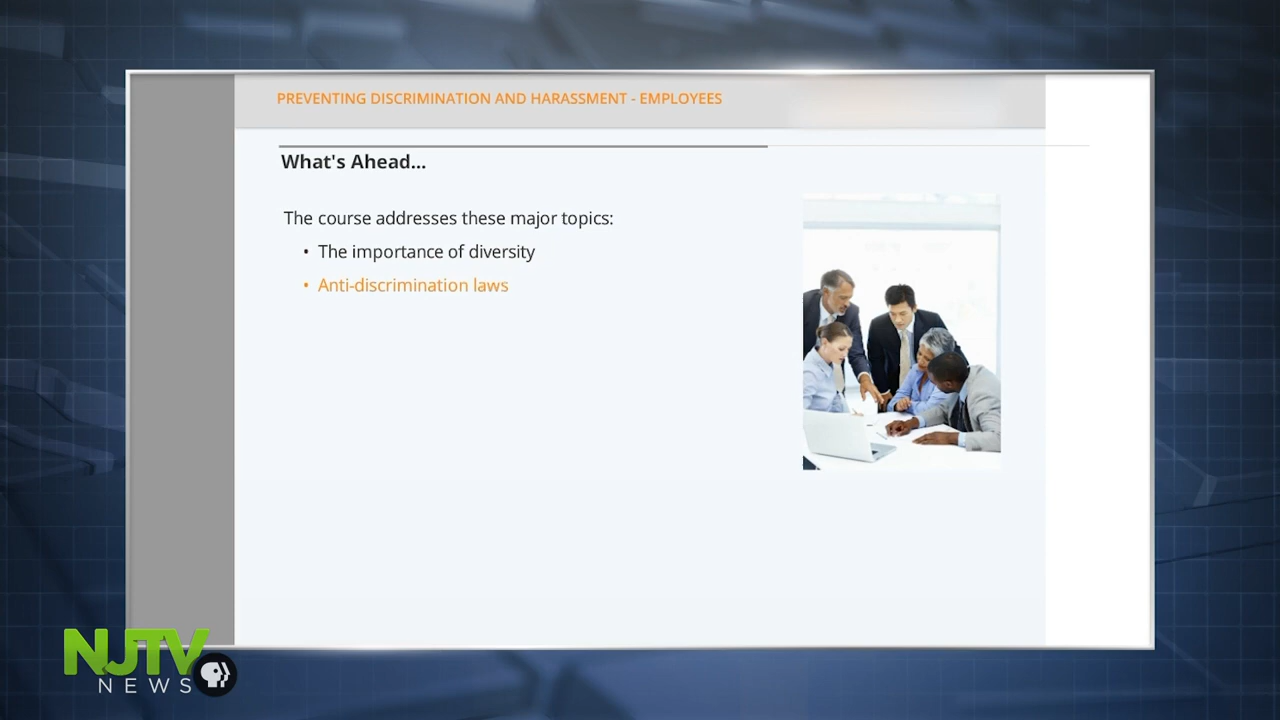 PREVENTING DISCRIMINATION AND HARASSMENT - EMPLOYEES
What's Ahead...
The course addresses these major topics:
• The importance of diversity
• Anti-discrimination laws
NJTV
NEWS